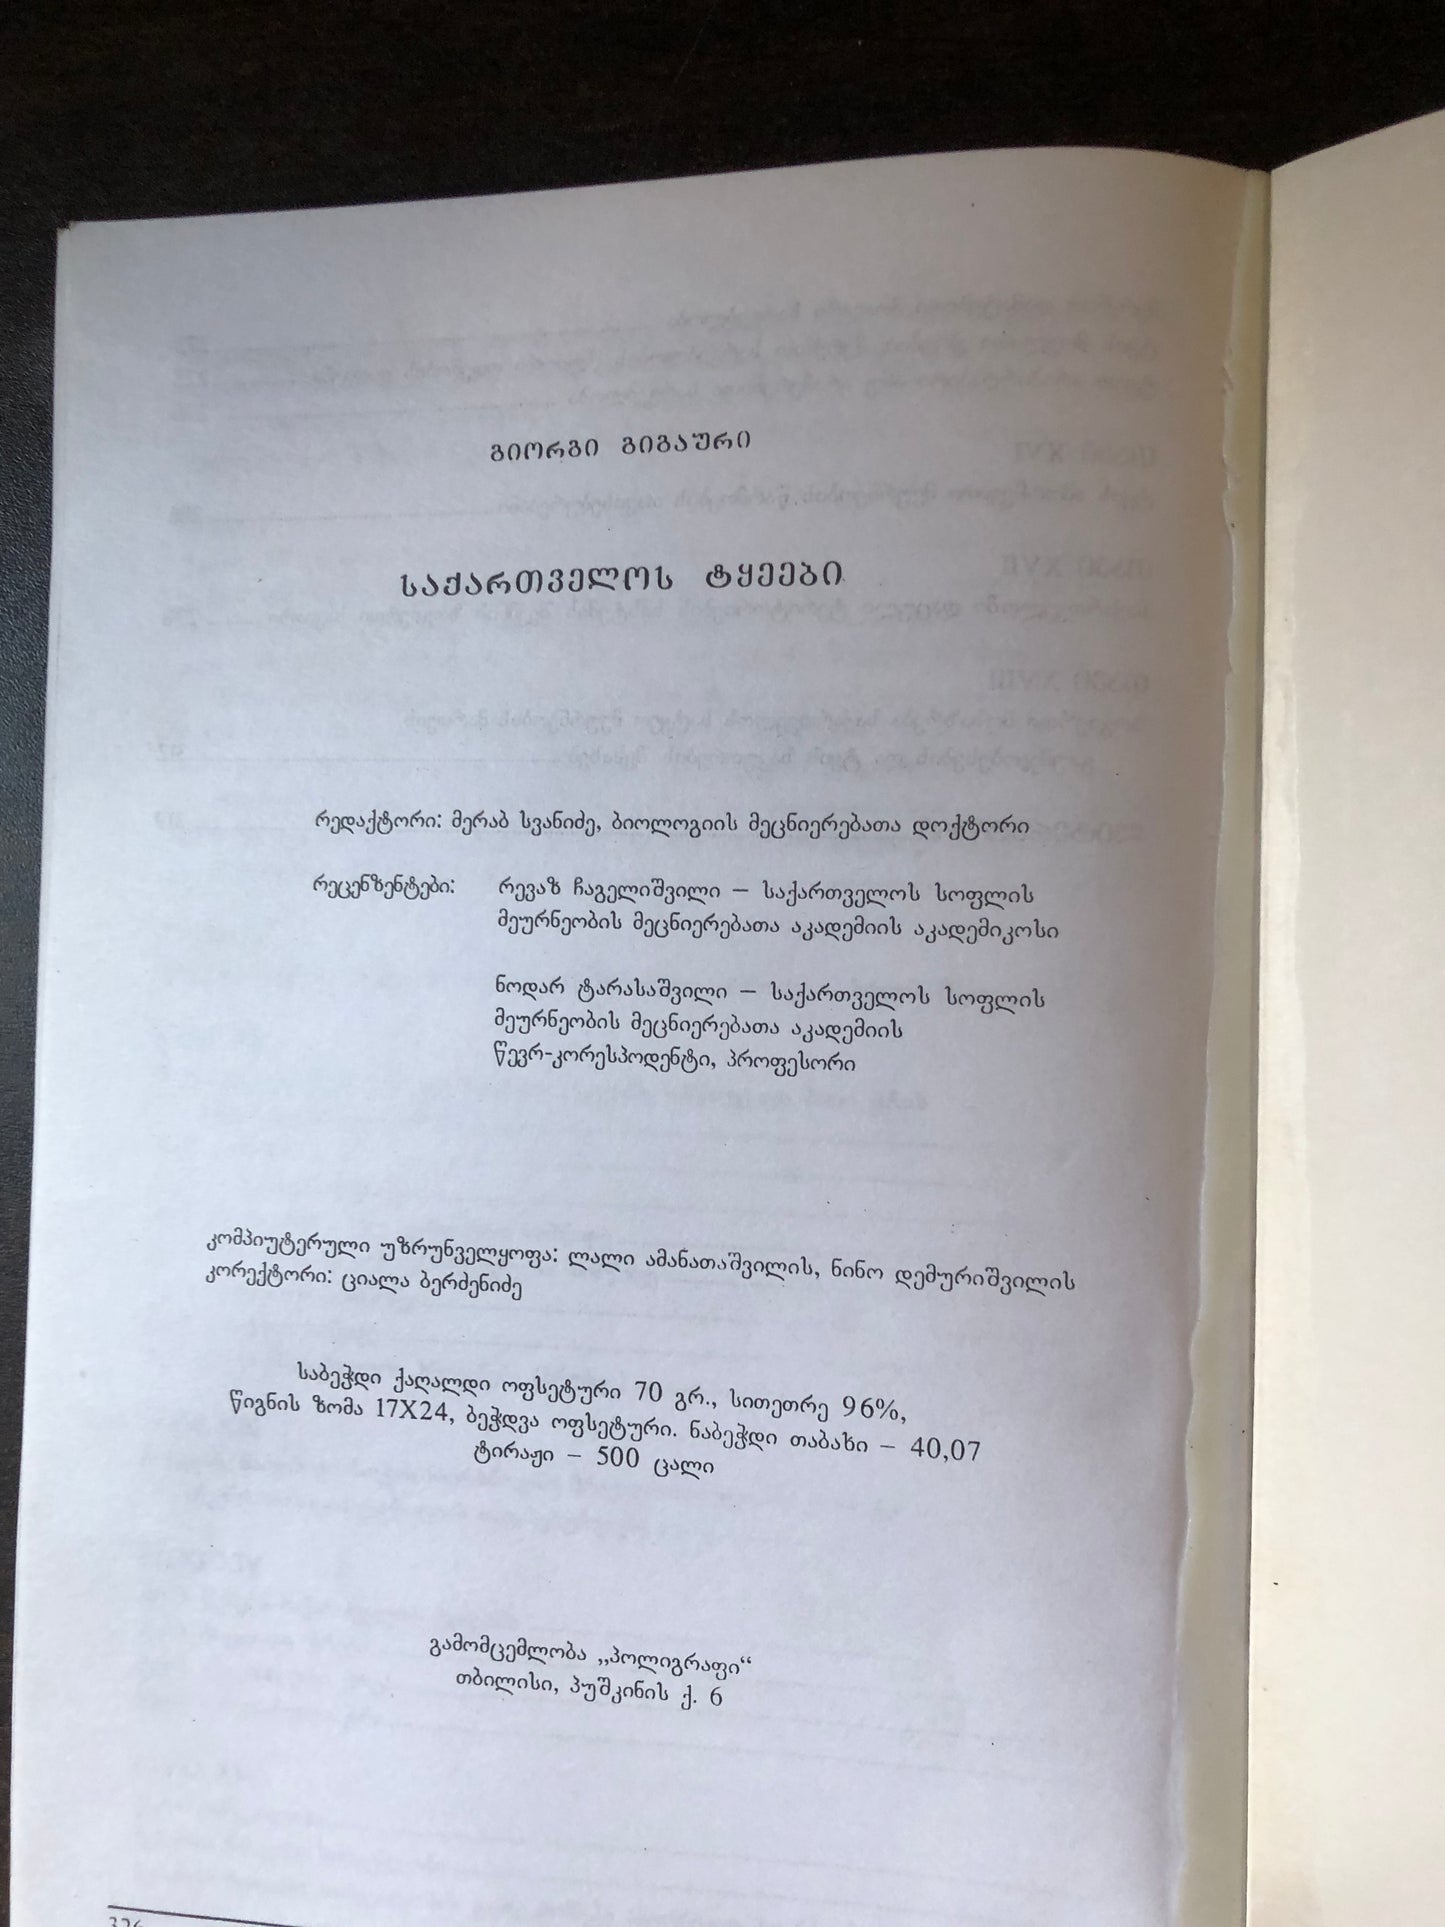 გიორგი გიგაური
საქართველოს ტყეები
რედაქტორი: მერაბ სვანიძე, ბიოლოგიის მეცნიერებათა დოქტორი
რეცენზენტები: რევაზ ჩაგელიშვილი – საქართველოს სოფლის
მეურნეობის მეცნიერებათა აკადემიის აკადემიკოსი
ნოდარ ტარასაშვილი – საქართველოს სოფლის
მეურნეობის მეცნიერებათა აკადემიის
წევრ-კორესპოდენტი, პროფესორი
კომპიუტერული უზრუნველყოფა: ლალი ამანათაშვილის, ნინო დემურიშვილის
კორექტორი: ციალა ბერძენიძე
საბეჭდი ქაღალდი ოფსეტური 70 გრ., სითეთრე 96%,
წიგნის ზომა 17X24, ბეჭდვა ოფსეტური. ნაბეჭდი თაბახი – 40,07
ტირაჟი – 500 ცალი
გამომცემლობა „პოლიგრაფი“
თბილისი, პუშკინის ქ. 6